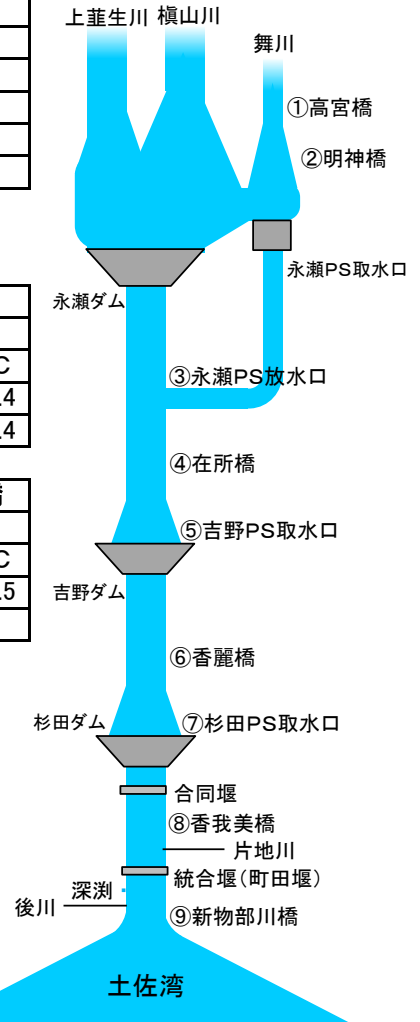 上韮生川 槇山川
舞川
①高宮橋
②明神橋
永瀬PS取水口
永瀬ダム
③永瀬PS放水口
C
.4
.4
④在所橋
⑤吉野PS取水口
C
.5
吉野ダム
⑥香麗橋
杉田ダム
⑦杉田PS取水口
合同堰
⑧香我美橋
片地川
統合堰(町田堰)
深渕
後川
⑨新物部川橋
土佐湾